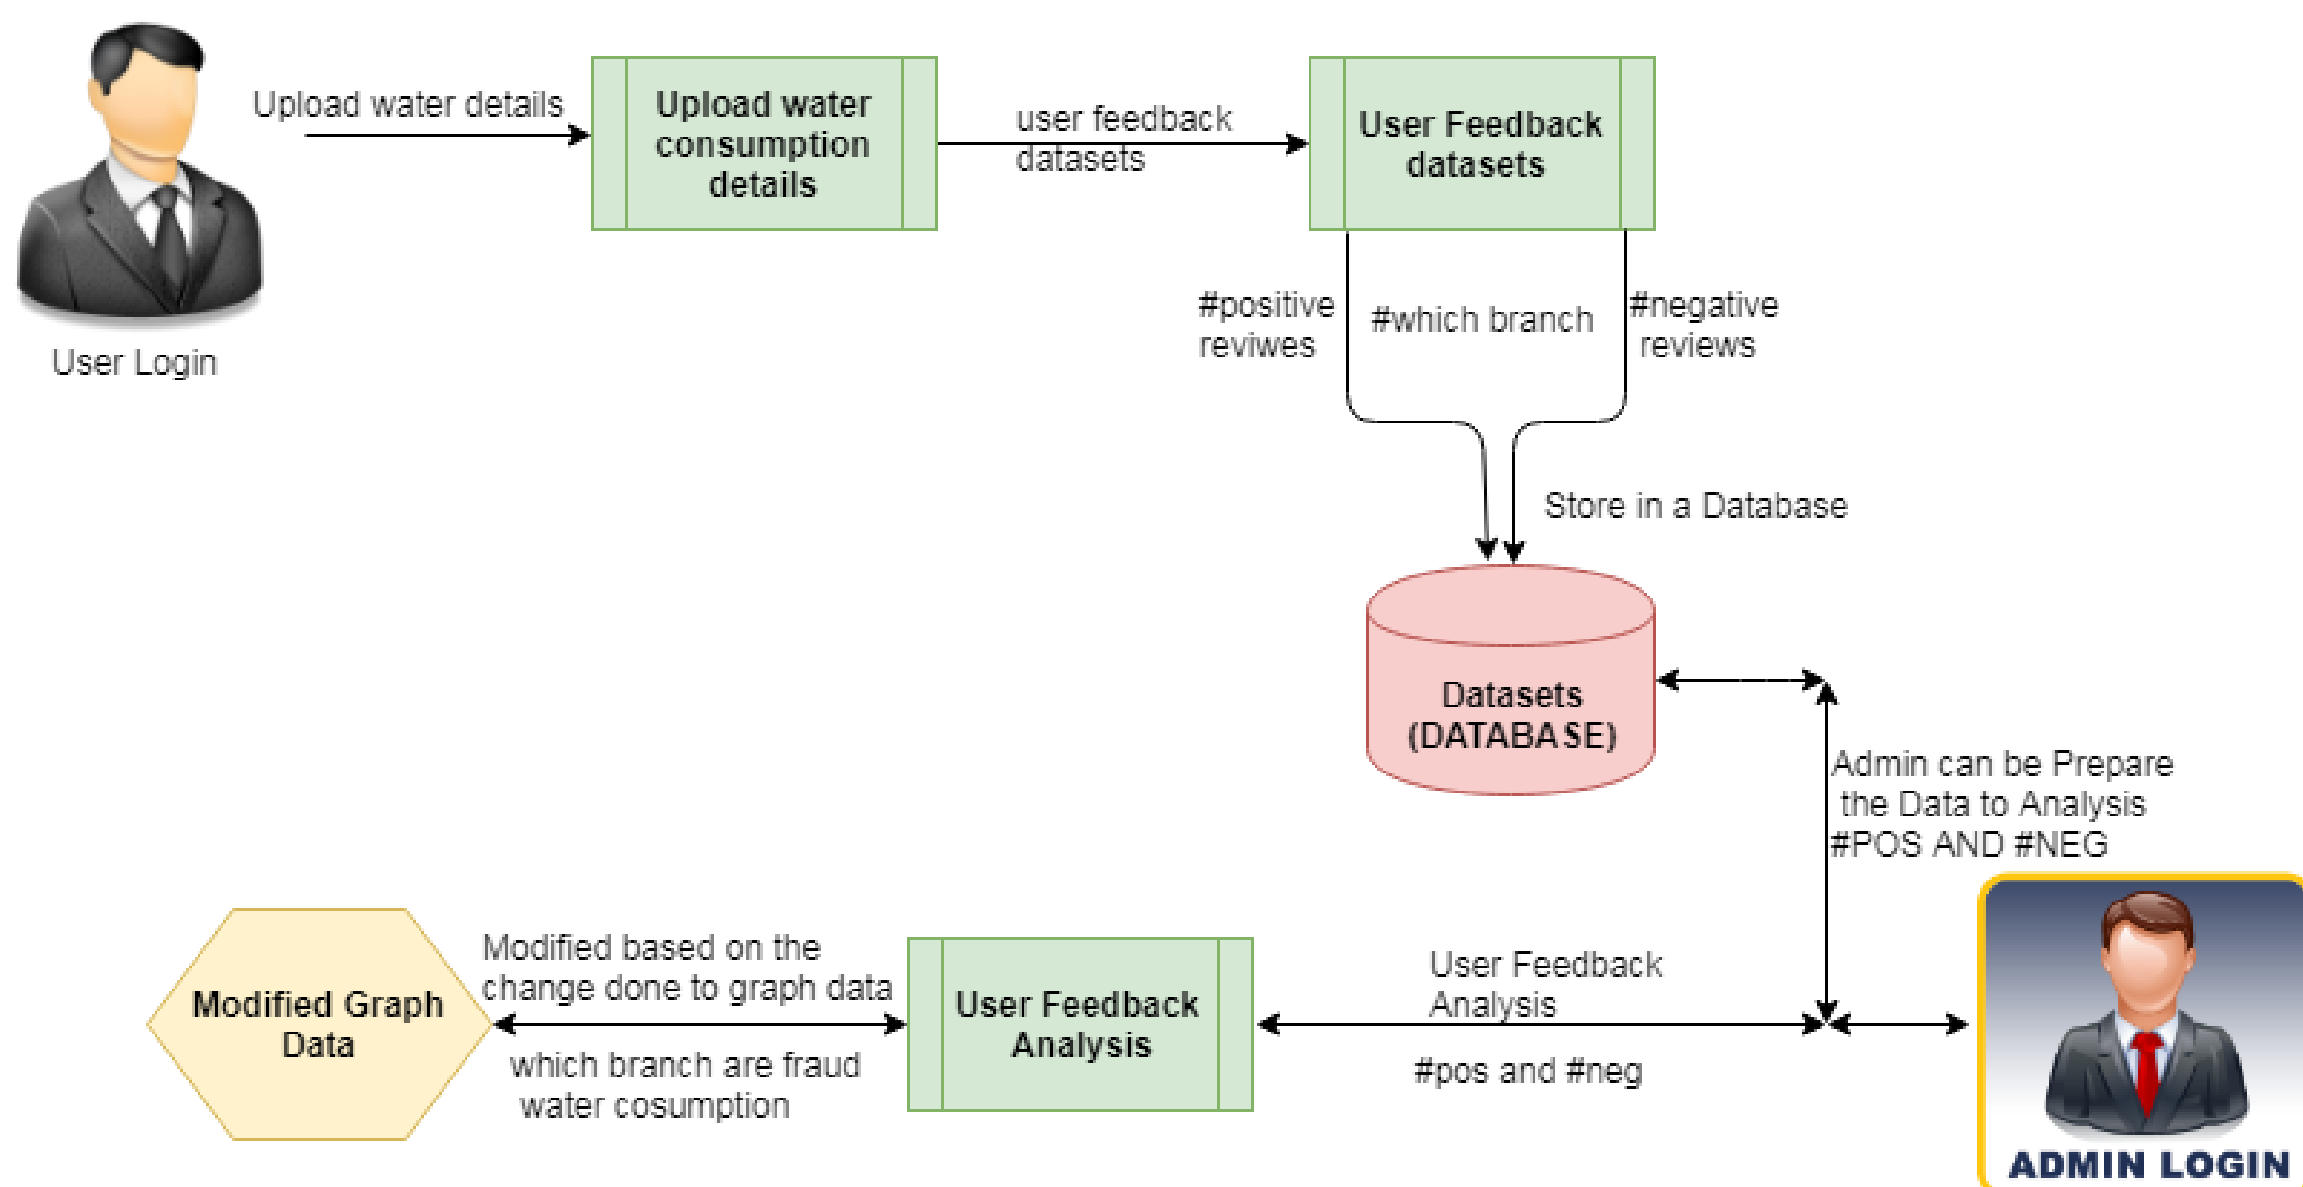 Upload water details
Upload water
consumption
details
user feedback
datasets
User Feedback
datasets
User Login
#positive
reviwes
#which branch
#negative
reviews
Store in a Database
Datasets
(DATABASE)
Admin can be Prepare
the Data to Analysis
#POS AND #NEG
Modified Graph
Data
Modified based on the
change done to graph data
which branch are fraud
water cosumption
User Feedback
Analysis
User Feedback
Analysis
#pos and #neg
ADMIN LOGIN